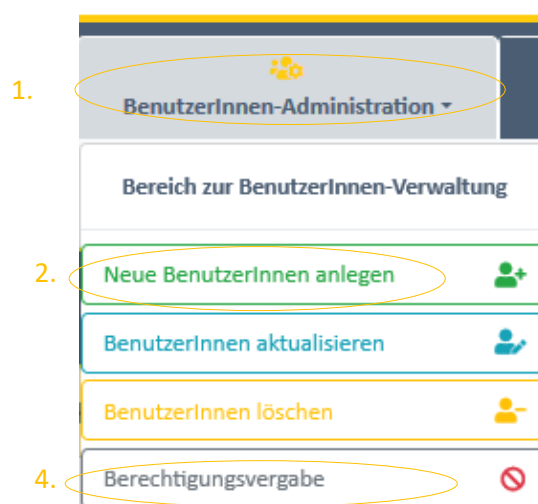 1.
BenutzerInnen-Administration
Bereich zur BenutzerInnen-Verwaltung
2. Neue BenutzerInnen anlegen
BenutzerInnen aktualisieren
BenutzerInnen löschen
4. Berechtigungsvergabe